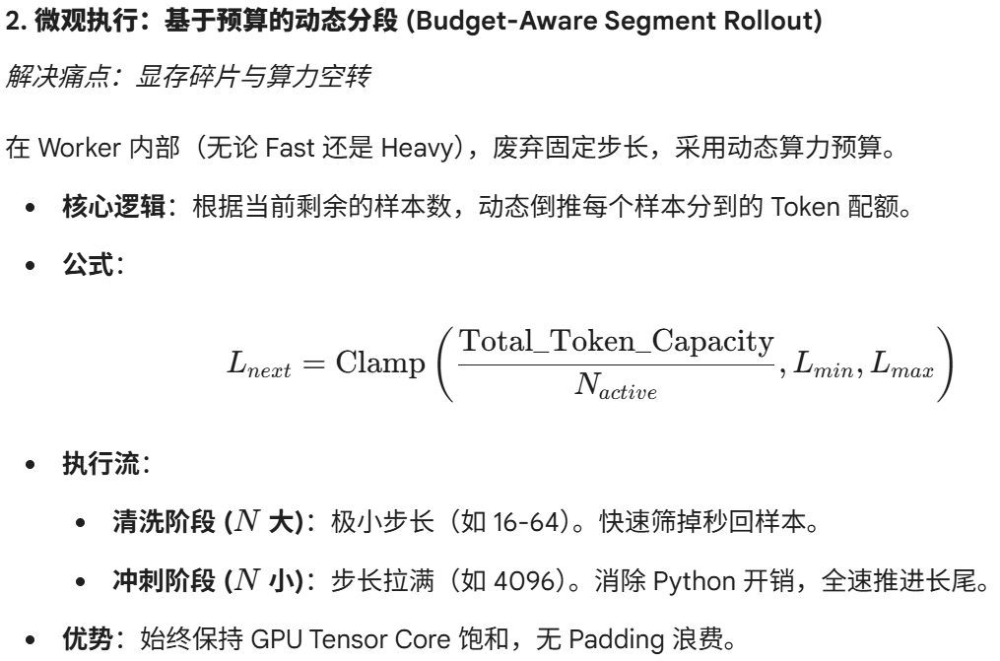 2. 微观执行：基于预算的动态分段 (Budget-Aware Segment Rollout)
解决痛点：显存碎片与算力空转
在 Worker 内部（无论 Fast 还是 Heavy），废弃固定步长，采用动态算力预算。
• 核心逻辑：根据当前剩余的样本数，动态倒推每个样本分到的 Token 配额。
• 公式：
L_{next} = Clamp ( \frac{Total_Token_Capacity}{N_{active}}, L_{min}, L_{max} )
• 执行流：
• 清洗阶段 (N 大)：极小步长（如 16-64）。快速筛掉秒回样本。
• 冲刺阶段 (N 小)：步长拉满（如 4096）。消除 Python 开销，全速推进长尾。
• 优势：始终保持 GPU Tensor Core 饱和，无 Padding 浪费。